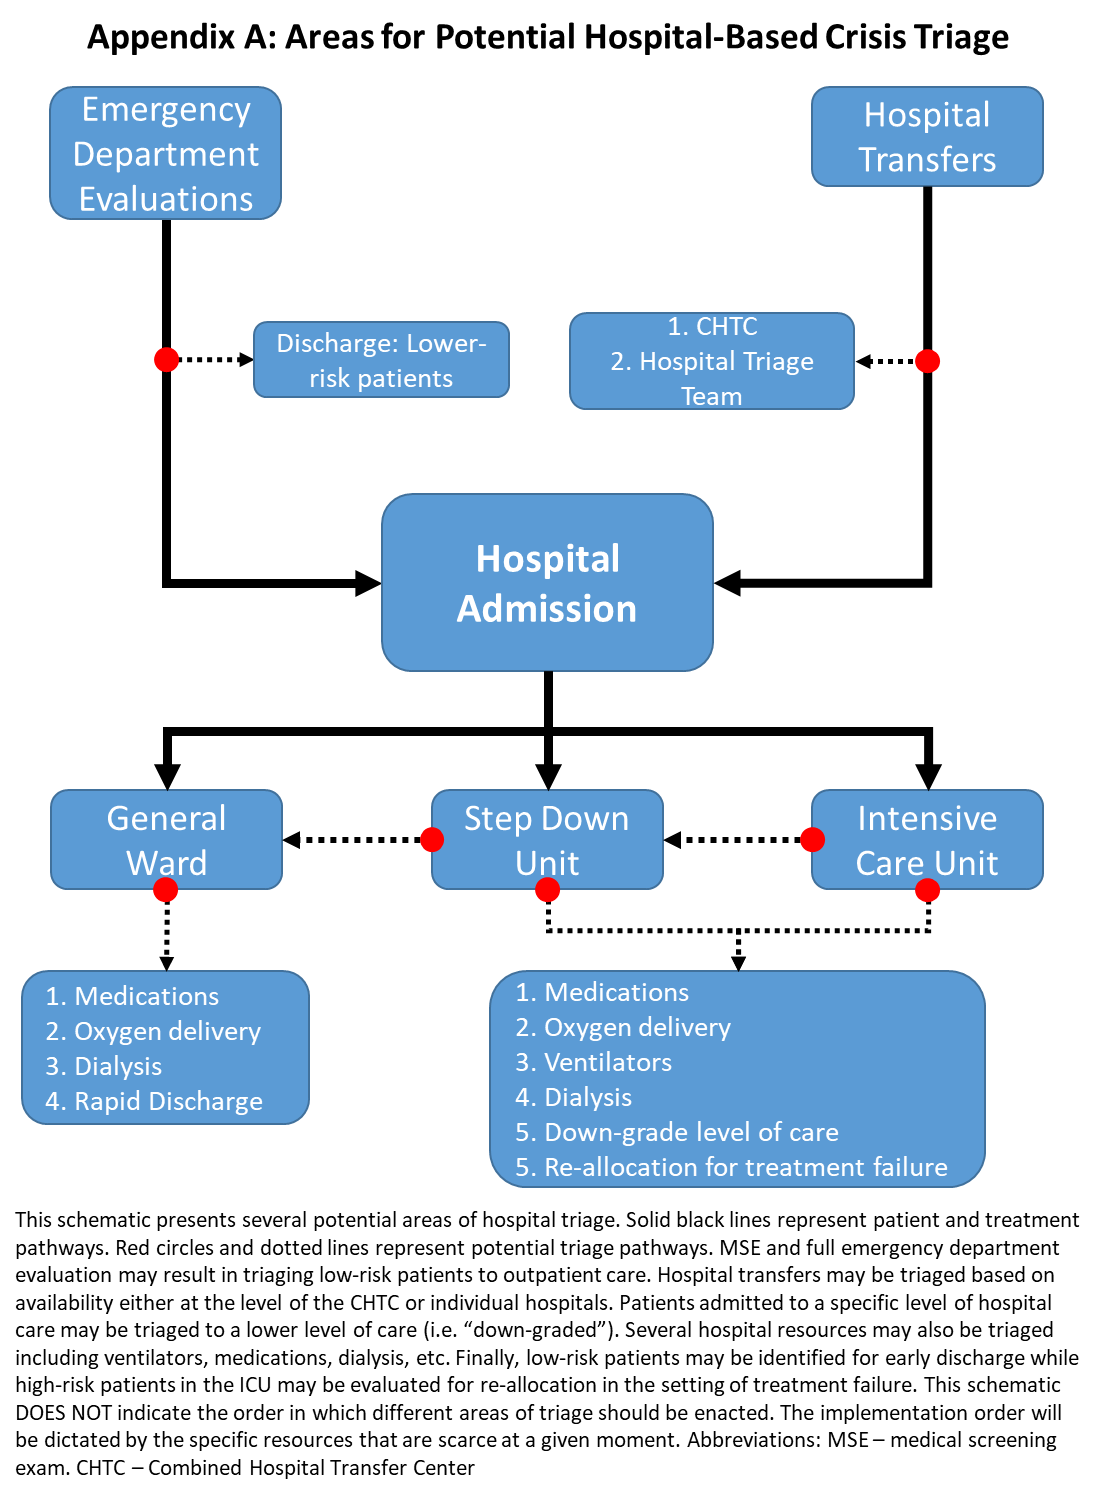 Appendix A: Areas for Potential Hospital-Based Crisis Triage
Emergency
Department
Evaluations
Hospital
Transfers
Discharge: Lower-
risk patients
1. CHTC
2. Hospital Triage
Team
Hospital
Admission
General
Ward
Step Down
Unit
Intensive
Care Unit
1. Medications
2. Oxygen delivery
3. Dialysis
4. Rapid Discharge
1. Medications
2. Oxygen delivery
3. Ventilators
4. Dialysis
5. Down-grade level of care
5. Re-allocation for treatment failure
This schematic presents several potential areas of hospital triage. Solid black lines represent patient and treatment
pathways. Red circles and dotted lines represent potential triage pathways. MSE and full emergency department
evaluation may result in triaging low-risk patients to outpatient care. Hospital transfers may be triaged based on
availability either at the level of the CHTC or individual hospitals. Patients admitted to a specific level of hospital
care may be triaged to a lower level of care (i.e. “down-graded”). Several hospital resources may also be triaged
including ventilators, medications, dialysis, etc. Finally, low-risk patients may be identified for early discharge while
high-risk patients in the ICU may be evaluated for re-allocation in the setting of treatment failure. This schematic
DOES NOT indicate the order in which different areas of triage should be enacted. The implementation order will
be dictated by the specific resources that are scarce at a given moment. Abbreviations: MSE – medical screening
exam. CHTC – Combined Hospital Transfer Center